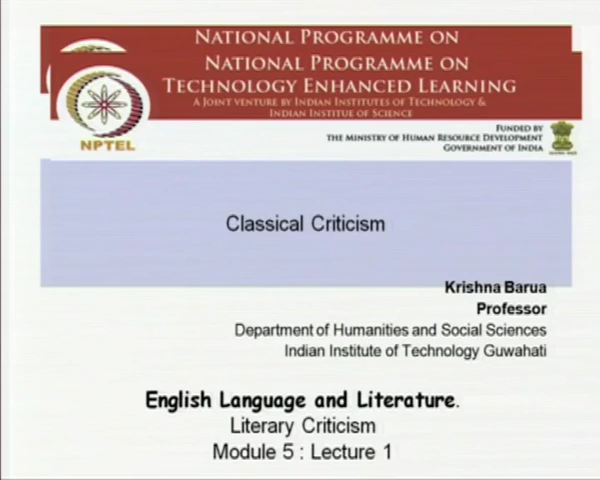 NATIONAL PROGRAMME ON
NATIONAL PROGRAMME ON
TECHNOLOGY ENHANCED LEARNING
A JOINT VENTURE BY INDIAN INSTITUTES OF TECHNOLOGY &
INDIAN INSTITUE OF SCIENCE
NPTEL
FUNDED BY
THE MINISTRY OF HUMAN RESOURCE DEVELOPMENT
GOVERNMENT OF INDIA
Classical Criticism
Krishna Barua
Professor
Department of Humanities and Social Sciences
Indian Institute of Technology Guwahati
English Language and Literature.
Literary Criticism
Module 5 : Lecture 1